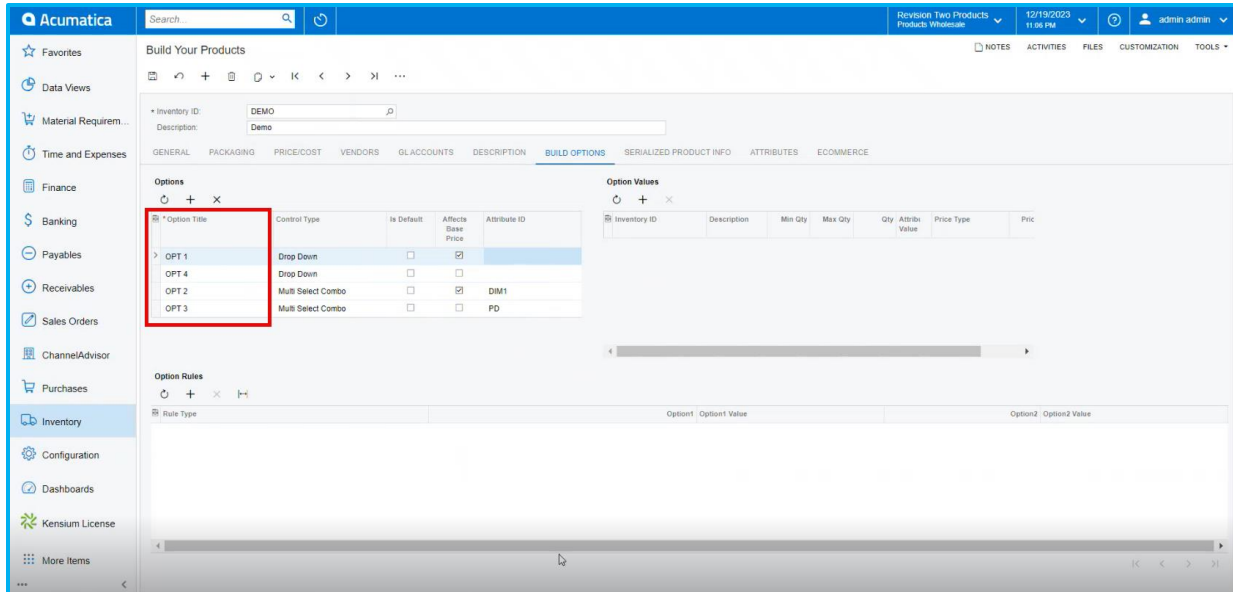 Acumatica
Search...
Revision Two Products
Products Wholesale
12/19/2023
11:06 PM
admin admin
Favorites
Data Views
Material Requirem...
Time and Expenses
Finance
Banking
Payables
Receivables
Sales Orders
ChannelAdvisor
Purchases
Inventory
Configuration
Dashboards
Kensium License
More Items
Build Your Products
NOTES ACTIVITIES FILES CUSTOMIZATION TOOLS
* Inventory ID: DEMO
Description: Demo
GENERAL PACKAGING PRICE/COST VENDORS GL ACCOUNTS DESCRIPTION BUILD OPTIONS SERIALIZED PRODUCT INFO ATTRIBUTES ECOMMERCE
Options
* Option Title Control Type Is Default Affects Base Price Attribute ID
OPT 1 Drop Down
OPT 4 Drop Down
OPT 2 Multi Select Combo DIM1
OPT 3 Multi Select Combo PD
Option Values
Inventory ID Description Min Qty Max Qty Qty Attribu Value Price Type Pric
Option Rules
Rule Type Option1 Option1 Value Option2 Option2 Value